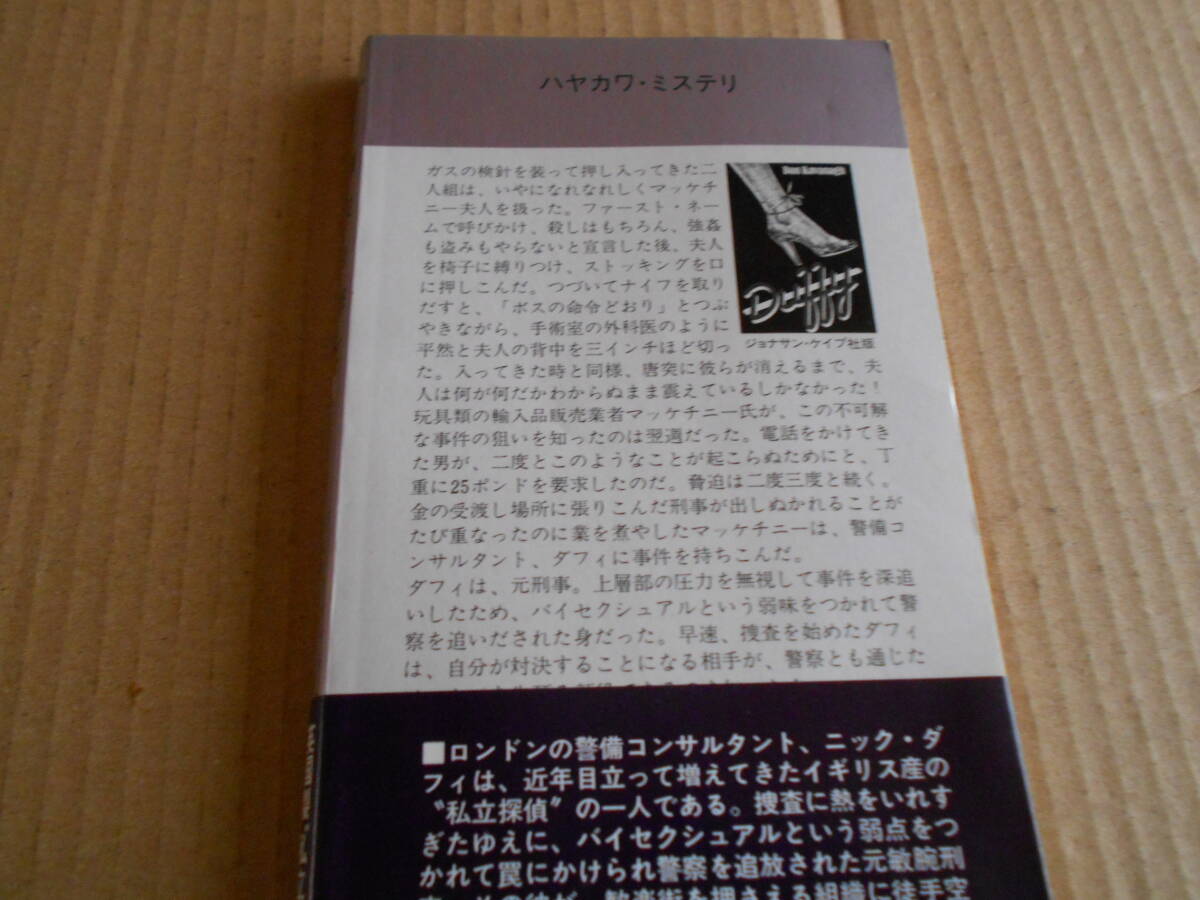 ハヤカワ・ミステリ
ガスの検針を装って押し入ってきた二
人組は、いやになれなれしくマッケチ
ニー夫人を扱った。ファースト・ネー
ムで呼びかけ、殺しはもちろん、強姦
も盗みもやらないと宣言した後、夫人
を椅子に縛りつけ、ストッキングを口
に押しこんだ。つづいてナイフを取り
だすと、「ボスの命令どおり」とつぶ
やきながら、手術室の外科医のように
平然と夫人の背中を三インチほど切っ
た。入ってきた時と同様、唐突に彼らが消えるまで、夫
人は何が何だかわからぬまま震えているしかなかった！
玩具類の輸入品販売業者マッケチニー氏が、この不可解
な事件の狙いを知ったのは翌週だった。電話をかけてき
た男が、二度とこのようなことが起こらぬためにと、丁
重に25ポンドを要求したのだ。脅迫は二度三度と続く。
金の受渡し場所に張りこんだ刑事が出しぬかれることが
たび重なったのに業を煮やしたマッケチニーは、警備コ
ンサルタント、ダフィに事件を持ちこんだ。
ダフィは、元刑事。上層部の圧力を無視して事件を深追
いしたため、バイセクシュアルという弱味をつかれて警
察を追いだされた身だった。早速、捜査を始めたダフィ
は、自分が対決することになる相手が、警察とも通じた
Dan Kavanagh
Duffy
ジョナサン・ケイプ社版
■ロンドンの警備コンサルタント、ニック・ダ
フィは、近年目立って増えてきたイギリス産の
“私立探偵”の一人である。捜査に熱をいれす
ぎたゆえに、バイセクシュアルという弱点をつ
かれて罠にかけられ警察を追放された元敏腕刑
事。その彼が、歓楽街を押さえる組織に徒手空